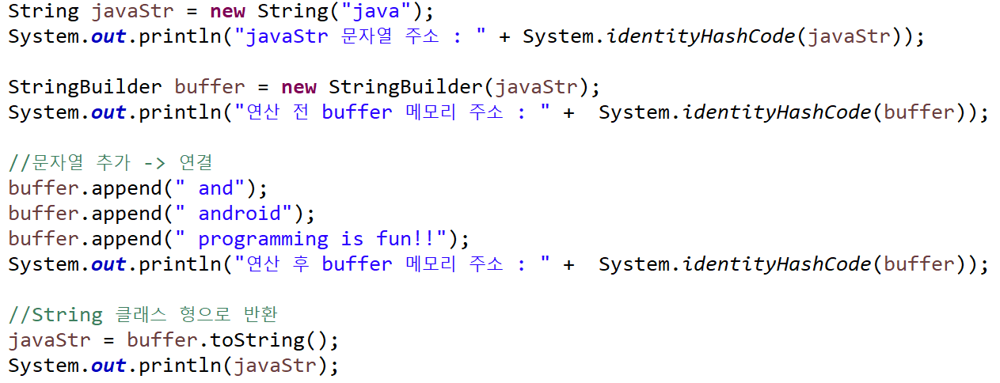 String javaStr = new String("java");
System.out.println("javaStr 문자열 주소 : " + System.identityHashCode(javaStr));
StringBuilder buffer = new StringBuilder(javaStr);
System.out.println("연산 전 buffer 메모리 주소 : " +  System.identityHashCode(buffer));
//문자열 추가 -> 연결
buffer.append(" and");
buffer.append(" android");
buffer.append(" programming is fun!!");
System.out.println("연산 후 buffer 메모리 주소 : " +  System.identityHashCode(buffer));
//String 클래스 형으로 반환
javaStr = buffer.toString();
System.out.println(javaStr);